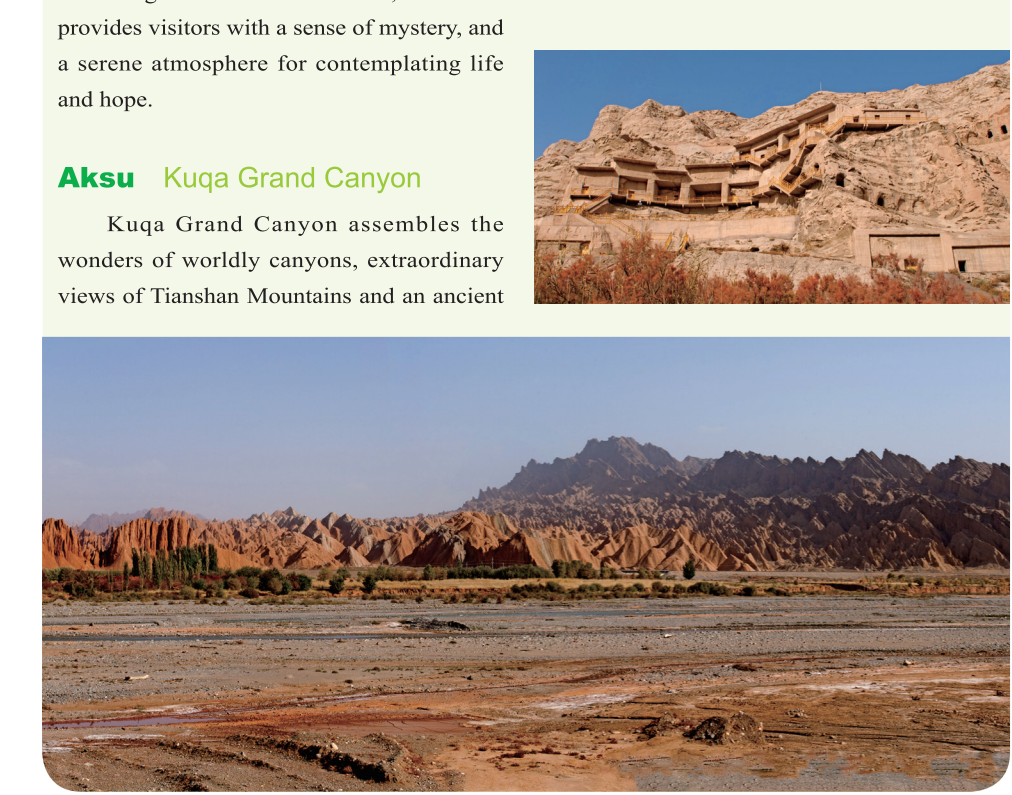 provides visitors with a sense of mystery, and
a serene atmosphere for contemplating life
and hope.
Aksu Kuqa Grand Canyon
Kuqa Grand Canyon assembles the
wonders of worldly canyons, extraordinary
views of Tianshan Mountains and an ancient